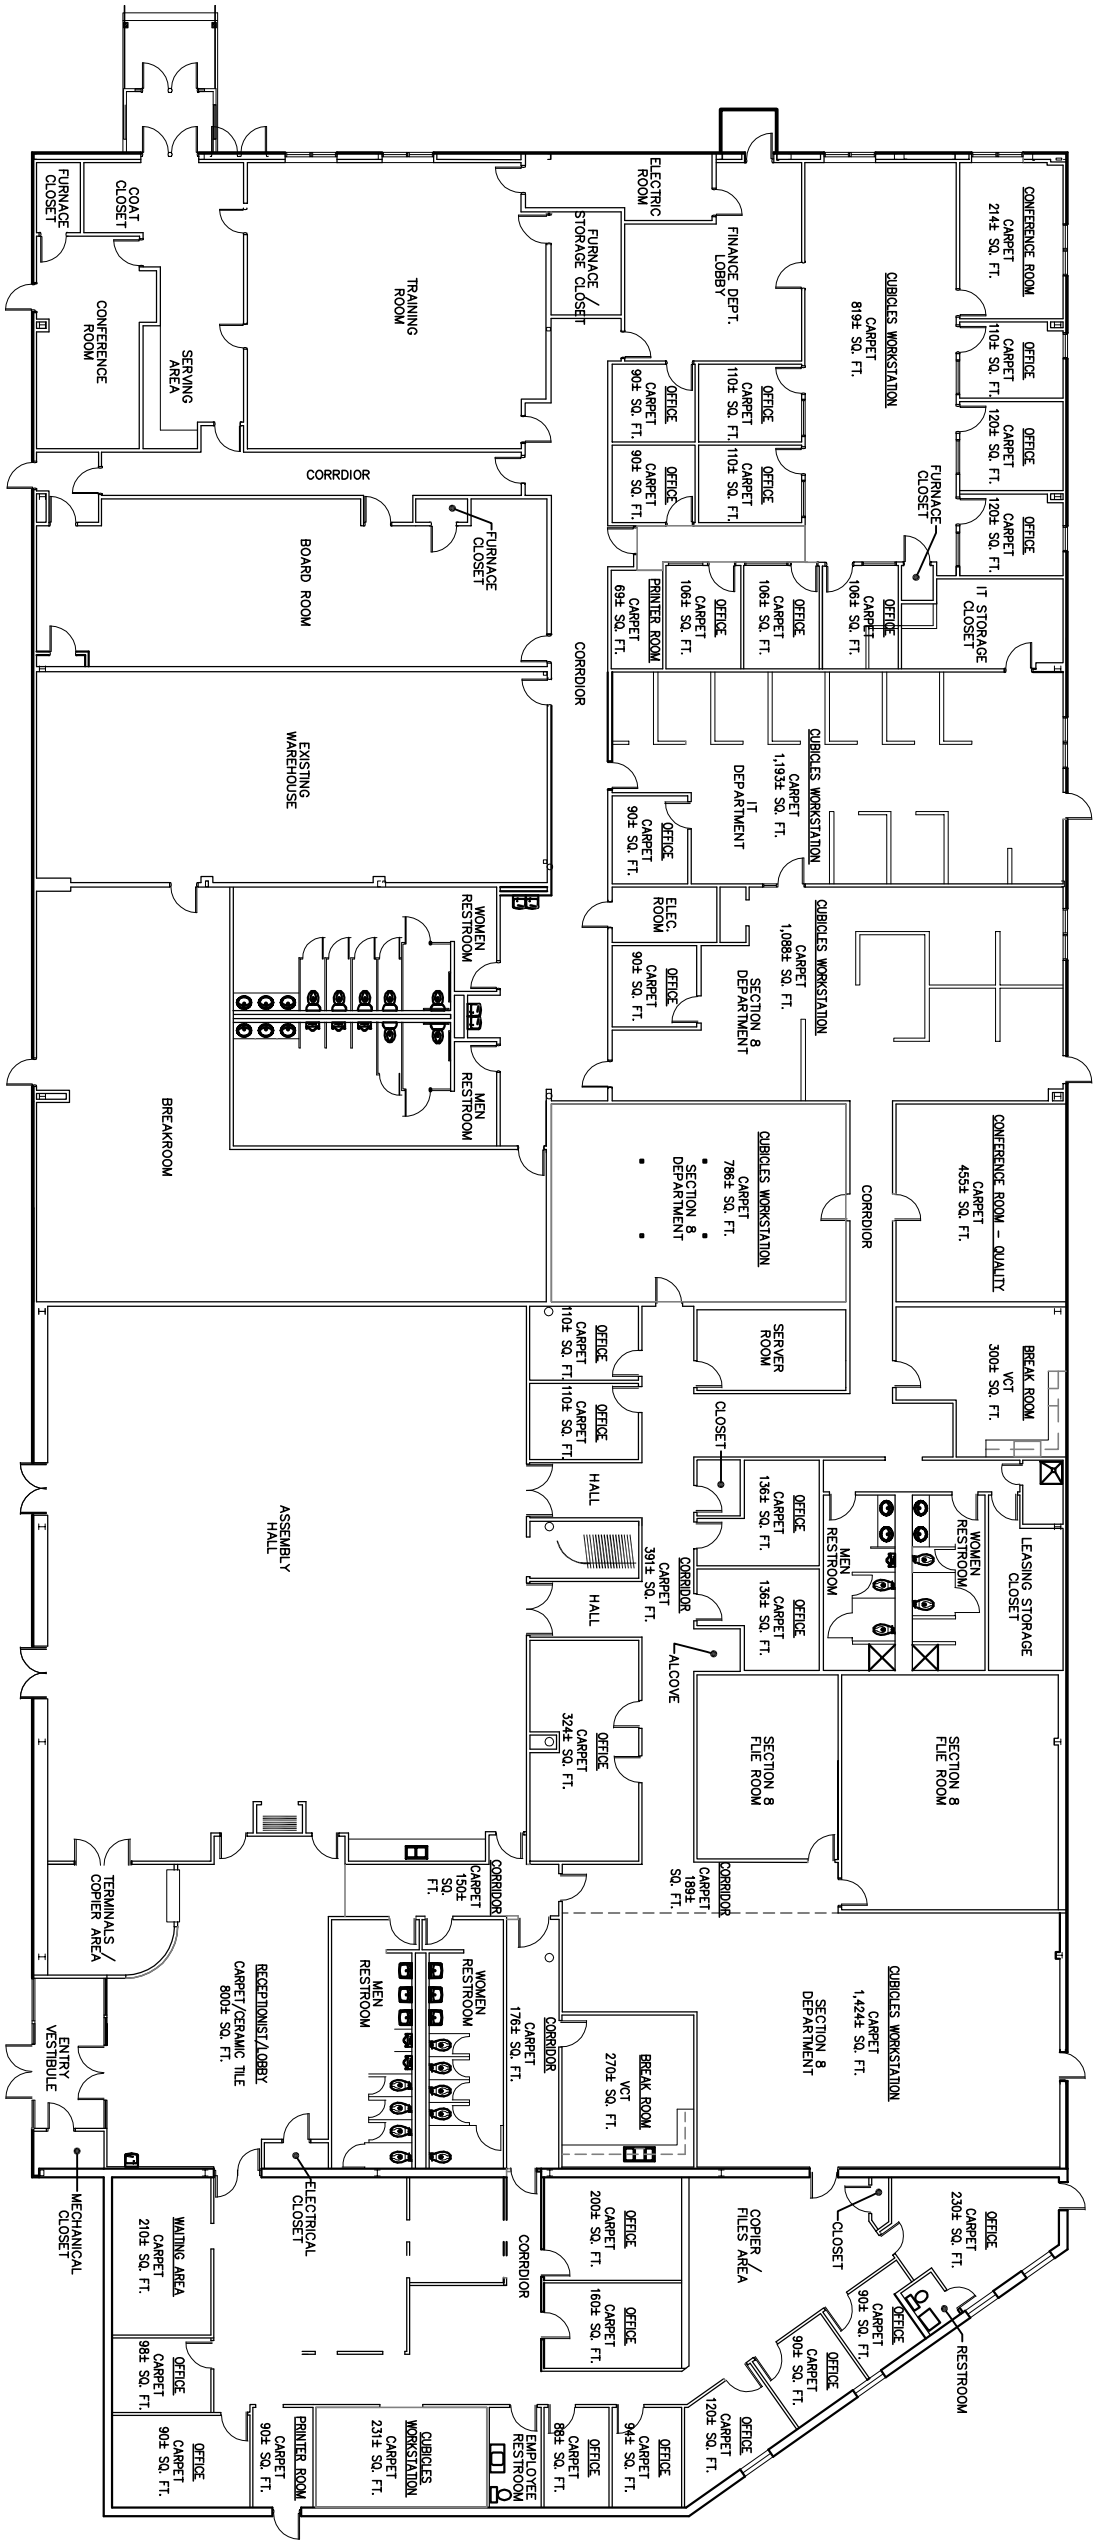 CONFERENCE ROOM
CARPET
214± SQ. FT.
OFFICE
CARPET
110± SQ. FT.
OFFICE
CARPET
120± SQ. FT.
OFFICE
CARPET
120± SQ. FT.
IT STORAGE
CLOSET
CUBICLES WORKSTATION
CARPET
819± SQ. FT.
FURNACE
CLOSET
ELECTRIC
ROOM
FINANCE DEPT.
LOBBY
FURNACE /
STORAGE CLOSET
OFFICE
CARPET
110± SQ. FT.
OFFICE
CARPET
110± SQ. FT.
OFFICE
CARPET
90± SQ. FT.
OFFICE
CARPET
90± SQ. FT.
OFFICE
CARPET
106± SQ. FT.
OFFICE
CARPET
106± SQ. FT.
OFFICE
CARPET
106± SQ. FT.
PRINTER ROOM
CARPET
69± SQ. FT.
TRAINING
ROOM
COAT
CLOSET
FURNACE
CLOSET
CONFERENCE
ROOM
SERVING
AREA
CORRDIOR
FURNACE
CLOSET
BOARD ROOM
CORRDIOR
EXISTING
WAREHOUSE
CUBICLES WORKSTATION
CARPET
1,193± SQ. FT.
IT
DEPARTMENT
OFFICE
CARPET
90± SQ. FT.
CUBICLES WORKSTATION
CARPET
1,088± SQ. FT.
SECTION 8
DEPARTMENT
ELEC.
ROOM
OFFICE
CARPET
90± SQ. FT.
WOMEN
RESTROOM
MEN
RESTROOM
BREAKROOM
CONFERENCE ROOM - QUALITY
CARPET
455± SQ. FT.
CORRDIOR
CUBICLES WORKSTATION
CARPET
786± SQ. FT.
SECTION 8
DEPARTMENT
BREAK ROOM
VCT
300± SQ. FT.
SERVER
ROOM
OFFICE
CARPET
110± SQ. FT.
OFFICE
CARPET
110± SQ. FT.
CLOSET
HALL
OFFICE
CARPET
136± SQ. FT.
OFFICE
CARPET
136± SQ. FT.
MEN
RESTROOM
WOMEN
RESTROOM
LEASING STORAGE
CLOSET
CORRIDOR
CARPET
391± SQ. FT.
HALL
ALCOVE
ASSEMBLY
HALL
OFFICE
CARPET
324± SQ. FT.
SECTION 8
FLIE ROOM
SECTION 8
FLIE ROOM
CORRIDOR
CARPET
189±
SQ. FT.
CORRIDOR
CARPET
150±
SQ.
FT.
CUBICLES WORKSTATION
CARPET
1,424± SQ. FT.
SECTION 8
DEPARTMENT
CORRIDOR
CARPET
176± SQ. FT.
BREAK ROOM
VCT
270± SQ. FT.
WOMEN
RESTROOM
MEN
RESTROOM
TERMINALS /
COPIER AREA
RECEPTIONIST/LOBBY
CARPET/CERAMIC TILE
800± SQ. FT.
ENTRY
VESTIBULE
MECHANICAL
CLOSET
ELECTRICAL
CLOSET
CORRDIOR
WAITING AREA
CARPET
210± SQ. FT.
OFFICE
CARPET
98± SQ. FT.
OFFICE
CARPET
90± SQ. FT.
PRINTER ROOM
CARPET
90± SQ. FT.
CUBICLES
WORKSTATION
CARPET
231± SQ. FT.
EMPLOYEE
RESTROOM
OFFICE
CARPET
88± SQ. FT.
OFFICE
CARPET
94± SQ. FT.
OFFICE
CARPET
200± SQ. FT.
OFFICE
CARPET
160± SQ. FT.
COPIER /
FILES AREA
CLOSET
OFFICE
CARPET
230± SQ. FT.
RESTROOM
OFFICE
CARPET
90± SQ. FT.
OFFICE
CARPET
90± SQ. FT.
OFFICE
CARPET
120± SQ. FT.